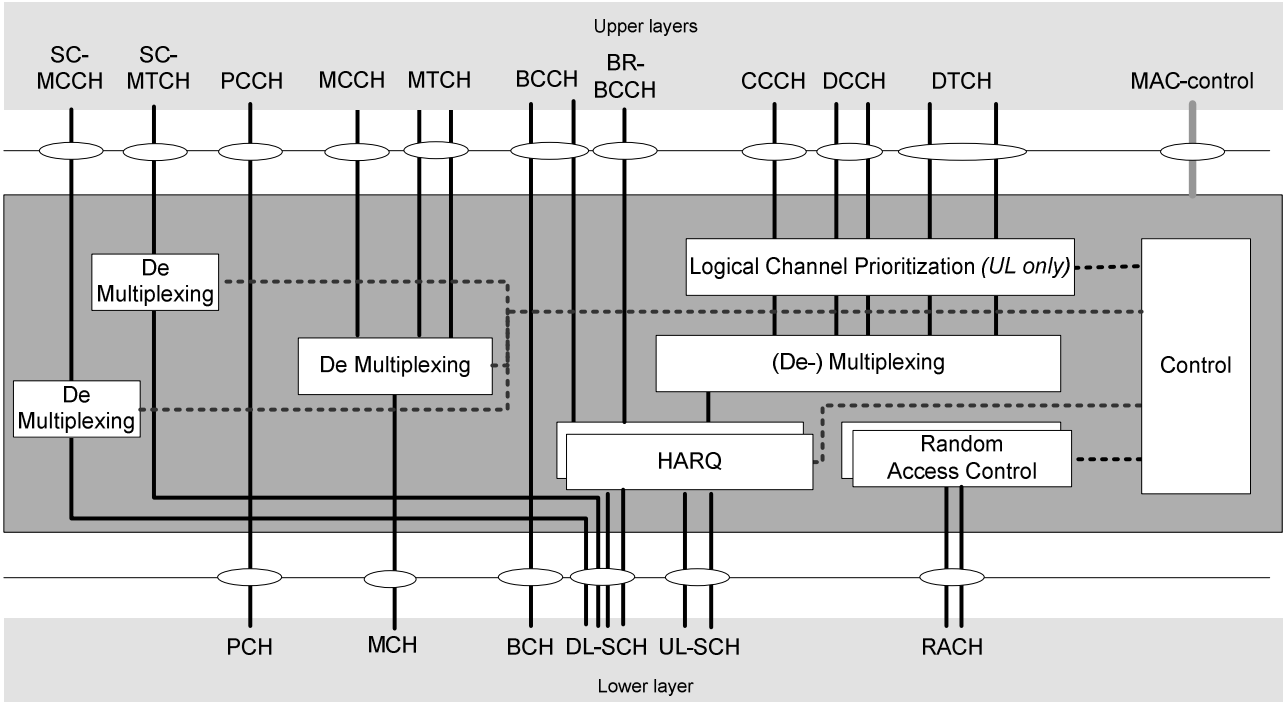 Upper layers
SC-
MCCH
SC-
MTCH
PCCH
MCCH
MTCH
BCCH
BR-
BCCH
CCCH
DCCH
DTCH
MAC-control
De
Multiplexing
Logical Channel Prioritization (UL only)
De Multiplexing
(De-) Multiplexing
Control
De
Multiplexing
HARQ
Random
Access Control
PCH
MCH
BCH
DL-SCH
UL-SCH
RACH
Lower layer